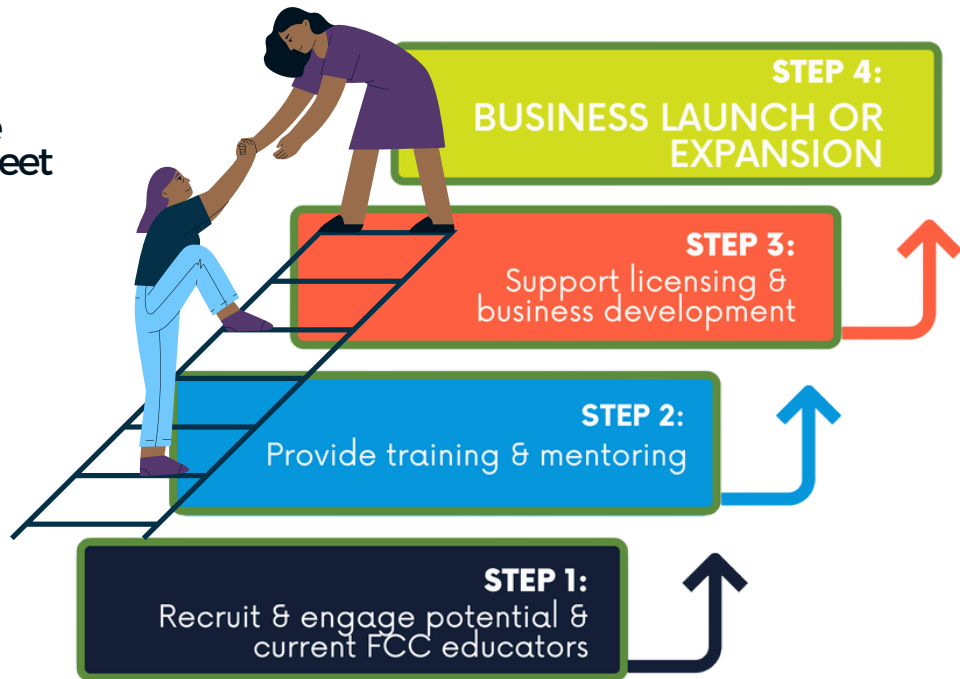 eet
STEP 4:
BUSINESS LAUNCH OR
EXPANSION
STEP 3:
Support licensing &
business development
STEP 2:
Provide training & mentoring
STEP 1:
Recruit & engage potential &
current FCC educators